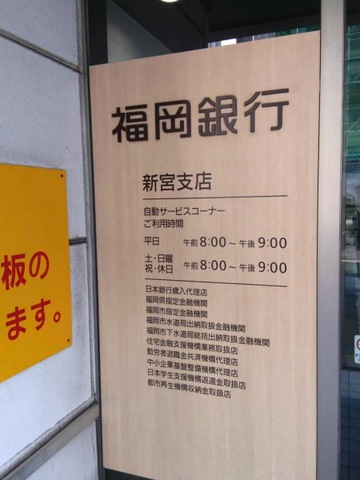 福岡銀行
新宮支店
自動サービスコーナー
ご利用時間
平日 午前8:00～午後9:00
土・日曜
祝・休日 午前8:00～午後9:00
日本銀行歳入代理店
福岡県指定金融機関
福岡市指定金融機関
福岡市水道局出納取扱金融機関
福岡市下水道局総括出納取扱金融機関
住宅金融支援機構業務取扱店
勤労者退職金共済機構代理店
中小企業基盤整備機構代理店
日本学生支援機構返還金取扱店
都市再生機構収納金取扱店
板の
ます。